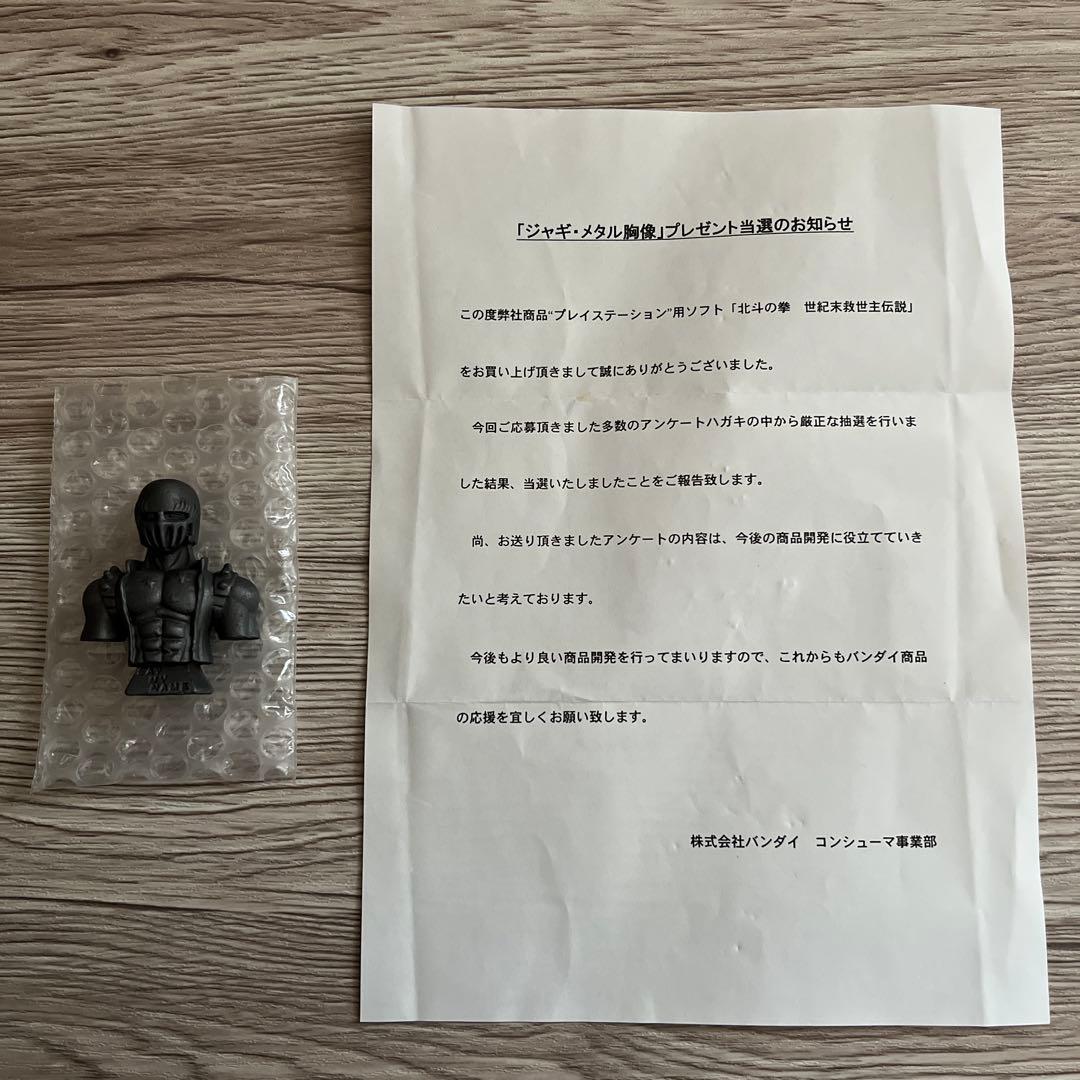 「ジャギ・メタル胸像」プレゼント当選のお知らせ
この度弊社商品“プレイステーション”用ソフト「北斗の拳　世紀末救世主伝説」
をお買い上げ頂きまして誠にありがとうございました。
今回ご応募頂きました多数のアンケートハガキの中から厳正な抽選を行いま
した結果、当選いたしましたことをご報告致します。
尚、お送り頂きましたアンケートの内容は、今後の商品開発に役立てていき
たいと考えております。
今後もより良い商品開発を行ってまいりますので、これからもバンダイ商品
の応援を宜しくお願い致します。
株式会社バンダイ　コンシューマ事業部
SAY
MY
NAME